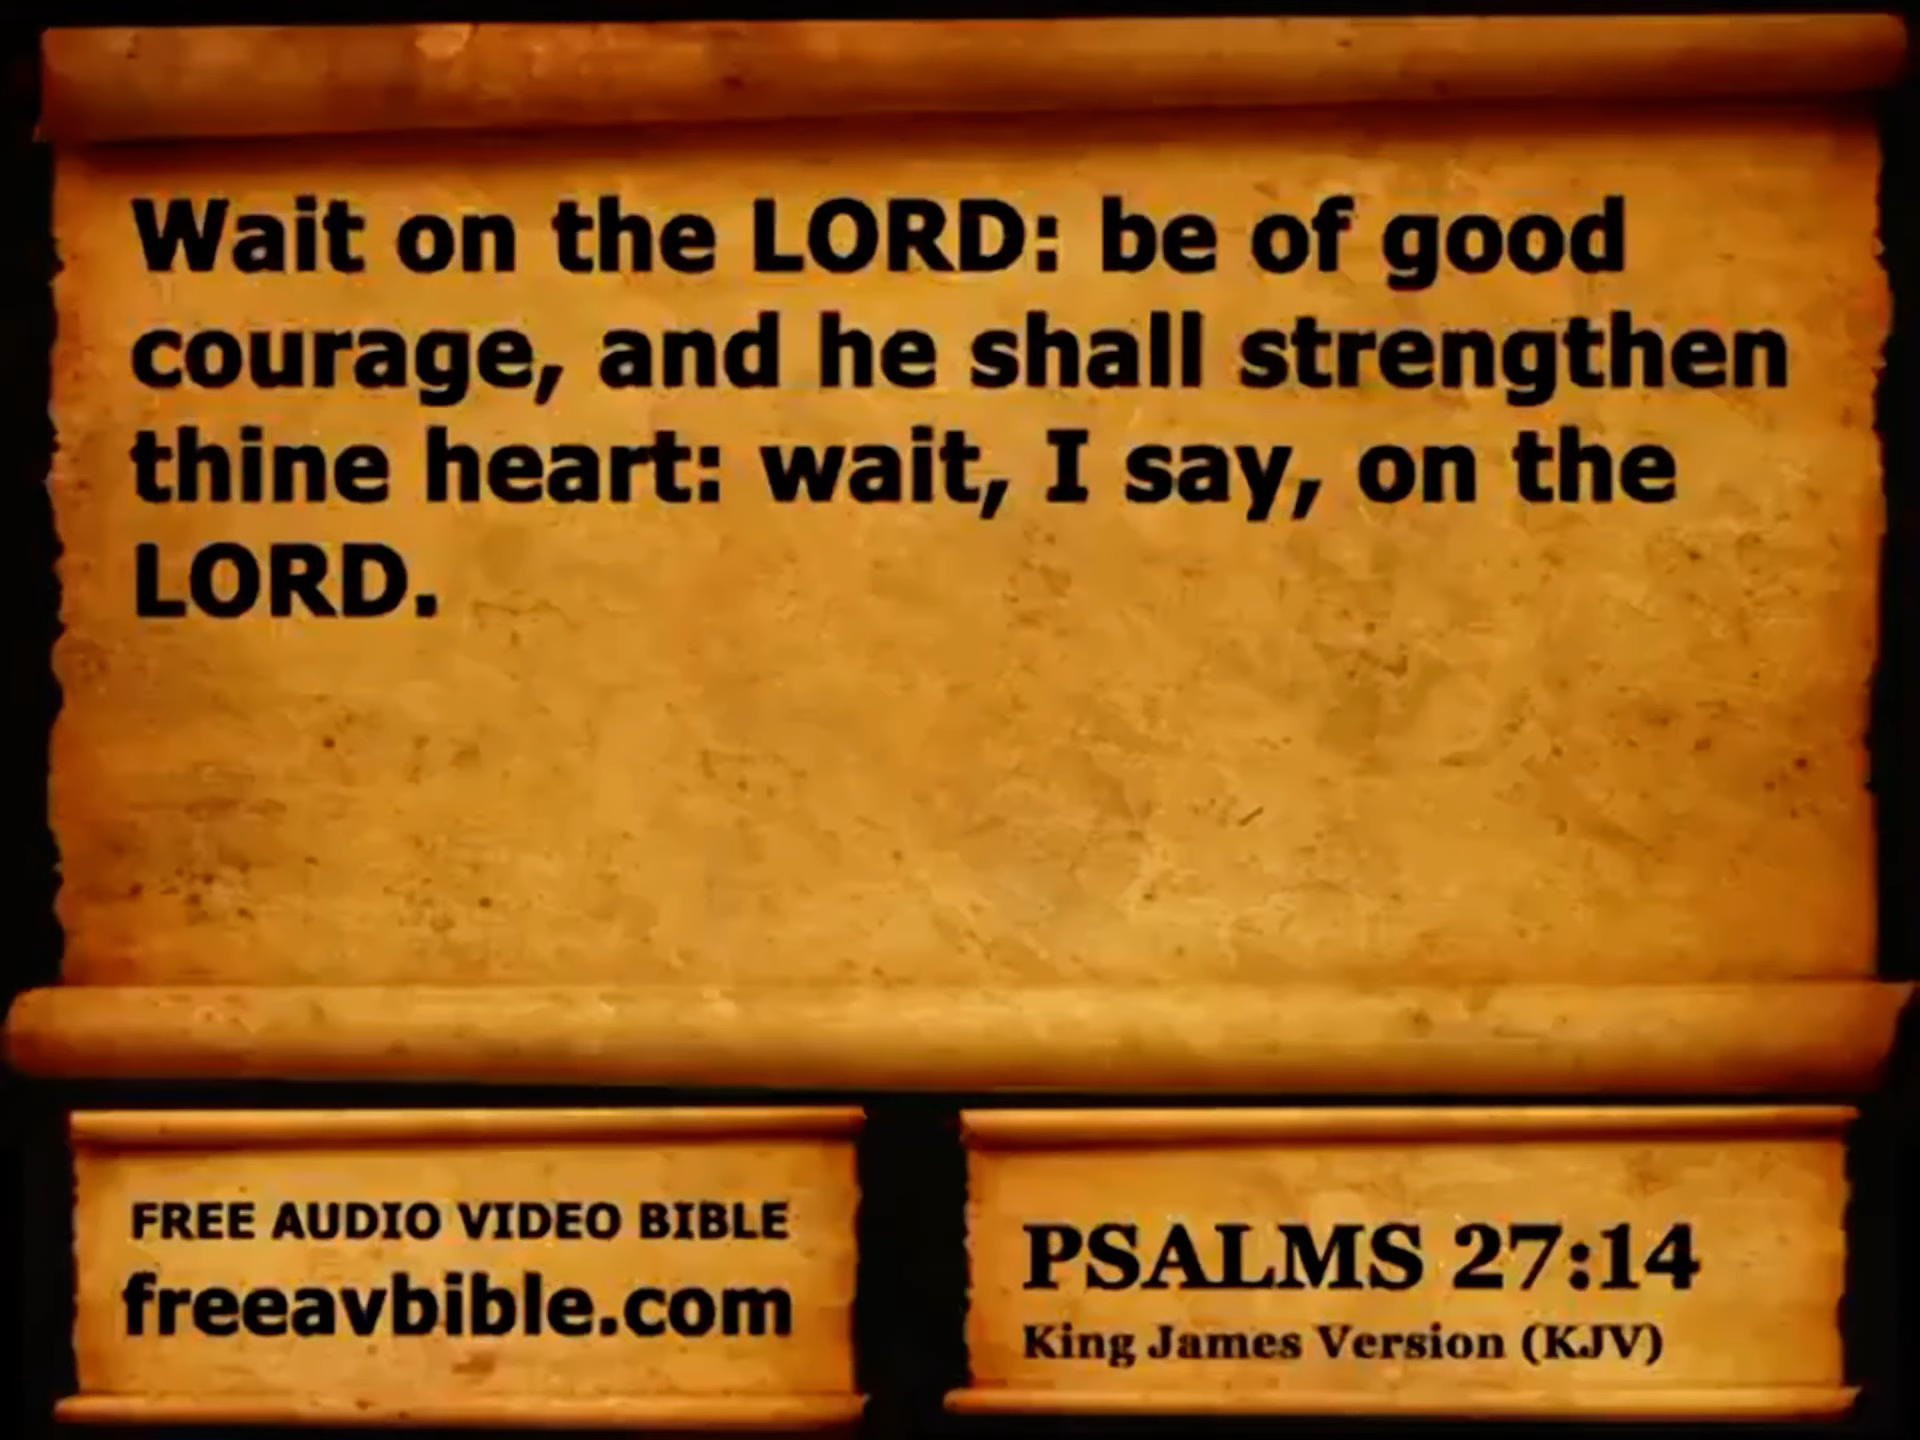 Wait on the LORD: be of good
courage, and he shall strengthen
thine heart: wait, I say, on the
LORD.
FREE AUDIO VIDEO BIBLE
freeavbible.com
PSALMS 27:14
King James Version (KJV)